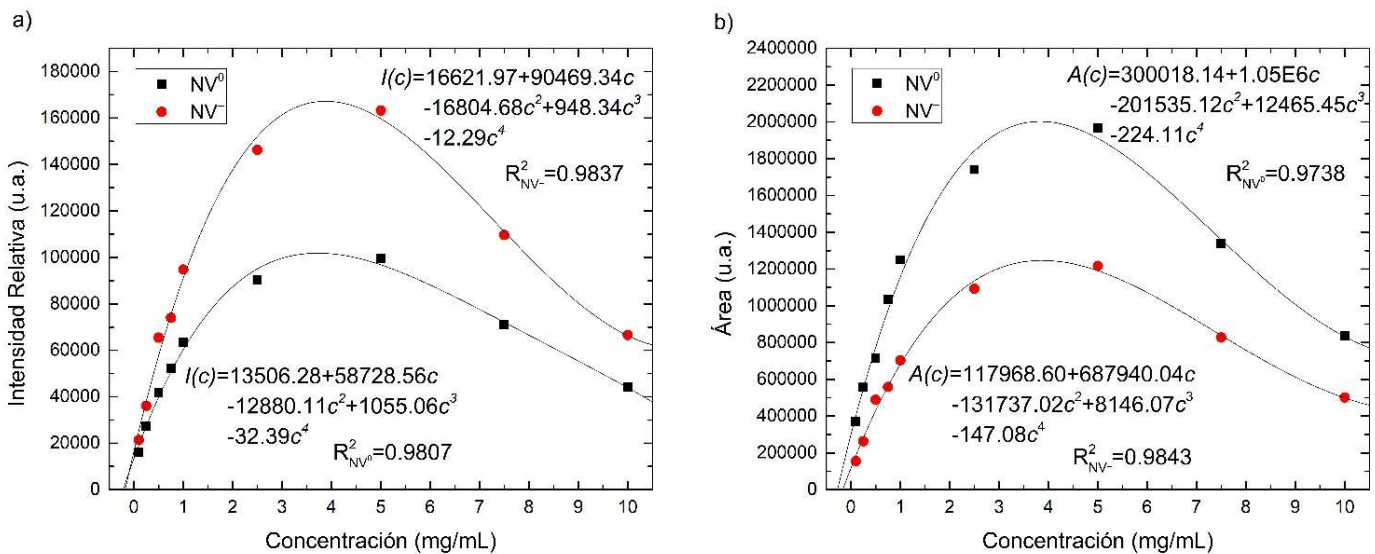 a)
Intensidad Relativa (u.a.)
180000
160000
140000
120000
100000
80000
60000
40000
20000
0
NV⁰
NV⁻
I(c)=16621.97+90469.34c
-16804.68c²+948.34c³
-12.29c⁴
R²NV-=0.9837
I(c)=13506.28+58728.56c
-12880.11c²+1055.06c³
-32.39c⁴
R²NV⁰=0.9807
0 1 2 3 4 5 6 7 8 9 10
Concentración (mg/mL)
b)
Área (u.a.)
2400000
2200000
2000000
1800000
1600000
1400000
1200000
1000000
800000
600000
400000
200000
0
NV⁰
NV⁻
A(c)=300018.14+1.05E6c
-201535.12c²+12465.45c³
-224.11c⁴
R²NV⁰=0.9738
A(c)=117968.60+687940.04c
-131737.02c²+8146.07c³
-147.08c⁴
R²NV-=0.9843
0 1 2 3 4 5 6 7 8 9 10
Concentración (mg/mL)